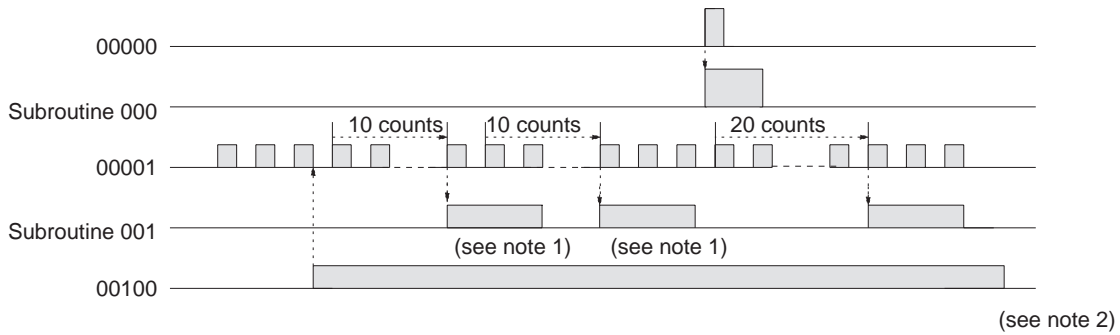 00000
Subroutine 000
10 counts 10 counts 20 counts
00001
Subroutine 001
(see note 1) (see note 1)
00100
(see note 2)